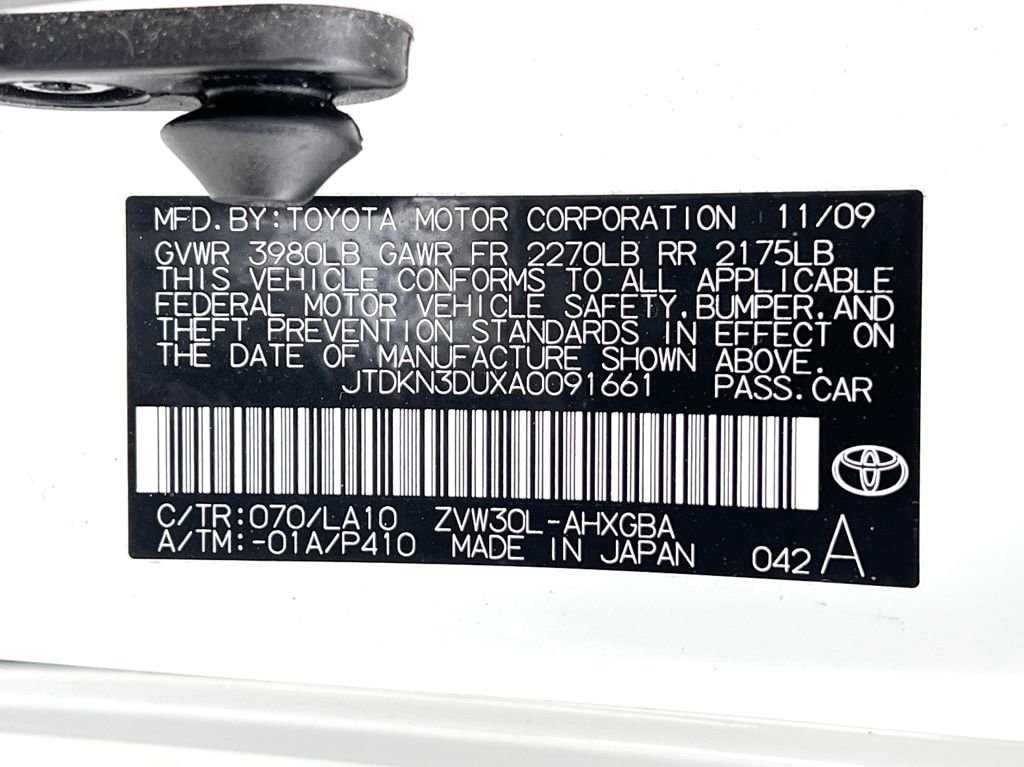 MFD.BY:TOYOTA MOTOR CORPORATION 11/09
GVWR 3980LB GAWR FR 2270LB RR 2175LB
THIS VEHICLE CONFORMS TO ALL APPLICABLE
FEDERAL MOTOR VEHICLE SAFETY,BUMPER,AND
THEFT PREVENTION STANDARDS IN EFFECT ON
THE DATE OF MANUFACTURE SHOWN ABOVE.
JTDKN3DUXA0091661 PASS.CAR
C/TR:070/LA10 ZVW30L-AHXGBA
A/TM:-01A/P410 MADE IN JAPAN 042 A